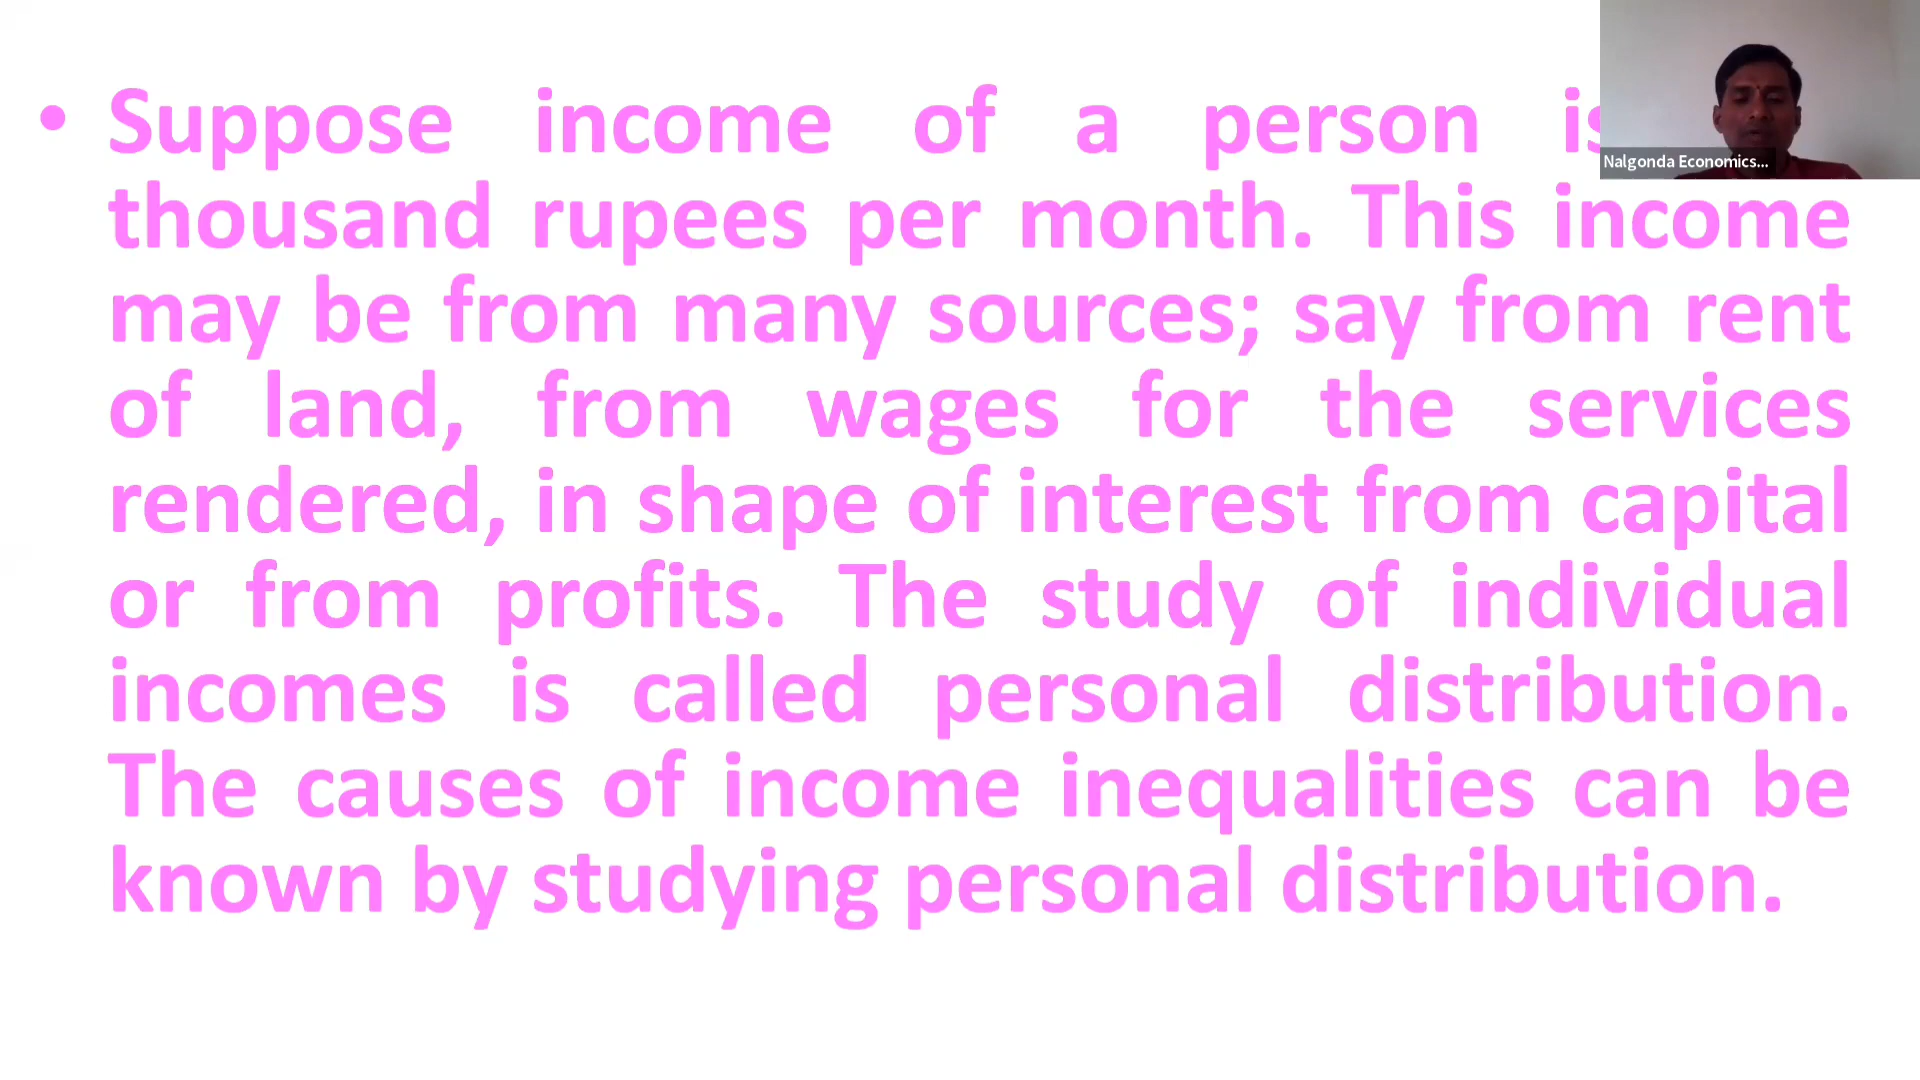 • Suppose income of a person is
thousand rupees per month. This income
may be from many sources; say from rent
of land, from wages for the services
rendered, in shape of interest from capital
or from profits. The study of individual
incomes is called personal distribution.
The causes of income inequalities can be
known by studying personal distribution.
Nalgonda Economics...